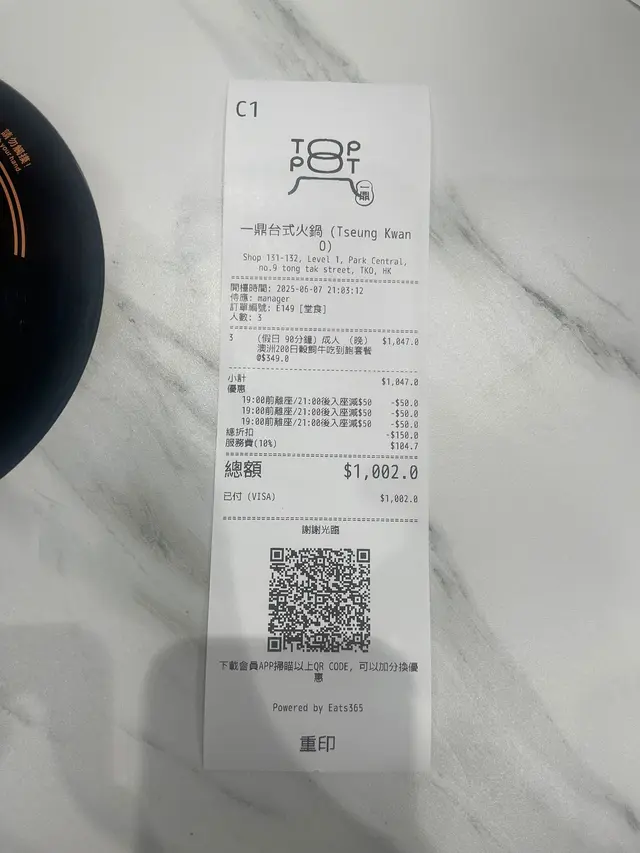 請勿觸摸!
your hand.
C1
TOP
POT
一鼎
一鼎台式火鍋 (Tseung Kwan
O)
Shop 131-132, Level 1, Park Central,
no.9 tong tak street, TKO, HK
開檯時間: 2025-06-07 21:03:12
侍應: manager
訂單編號: E149 [堂食]
人數: 3
3 (假日 90分鐘) 成人 (晚) $1,047.0
澳洲200日穀飼牛吃到飽套餐
@$349.0
小計 $1,047.0
優惠
19:00前離座/21:00後入座減$50 -$50.0
19:00前離座/21:00後入座減$50 -$50.0
19:00前離座/21:00後入座減$50 -$50.0
總折扣 -$150.0
服務費(10%) $104.7
總額 $1,002.0
已付 (VISA) $1,002.0
謝謝光臨
下載會員APP掃瞄以上QR CODE, 可以加分換優
惠
Powered by Eats365
重印